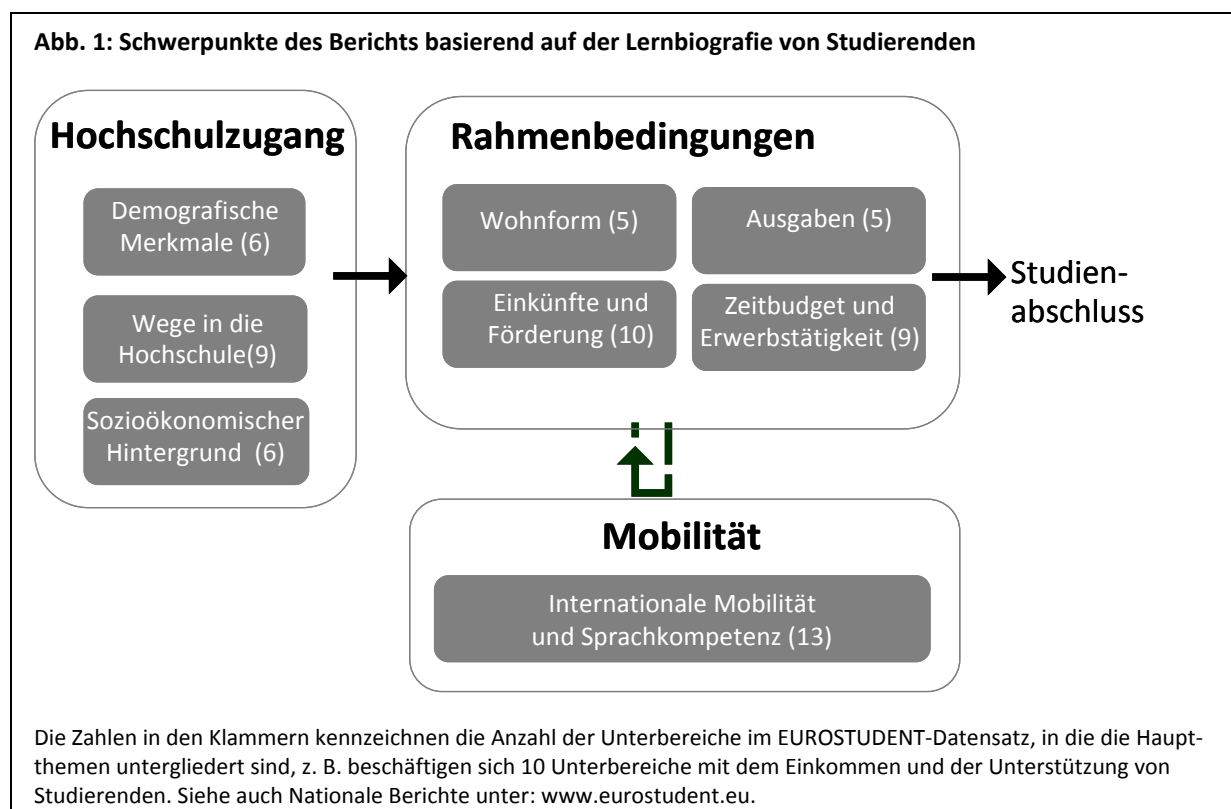 Abb. 1: Schwerpunkte des Berichts basierend auf der Lernbiografie von Studierenden
Hochschulzugang
Demografische
Merkmale (6)
Wege in die
Hochschule(9)
Sozioökonomischer
Hintergrund (6)
Rahmenbedingungen
Wohnform (5)
Ausgaben (5)
Einkünfte und
Förderung (10)
Zeitbudget und
Erwerbstätigkeit (9)
Studien-
abschluss
Mobilität
Internationale Mobilität
und Sprachkompetenz (13)
Die Zahlen in den Klammern kennzeichnen die Anzahl der Unterbereiche im EUROSTUDENT-Datensatz, in die die Haupt-
themen untergliedert sind, z. B. beschäftigen sich 10 Unterbereiche mit dem Einkommen und der Unterstützung von
Studierenden. Siehe auch Nationale Berichte unter: www.eurostudent.eu.